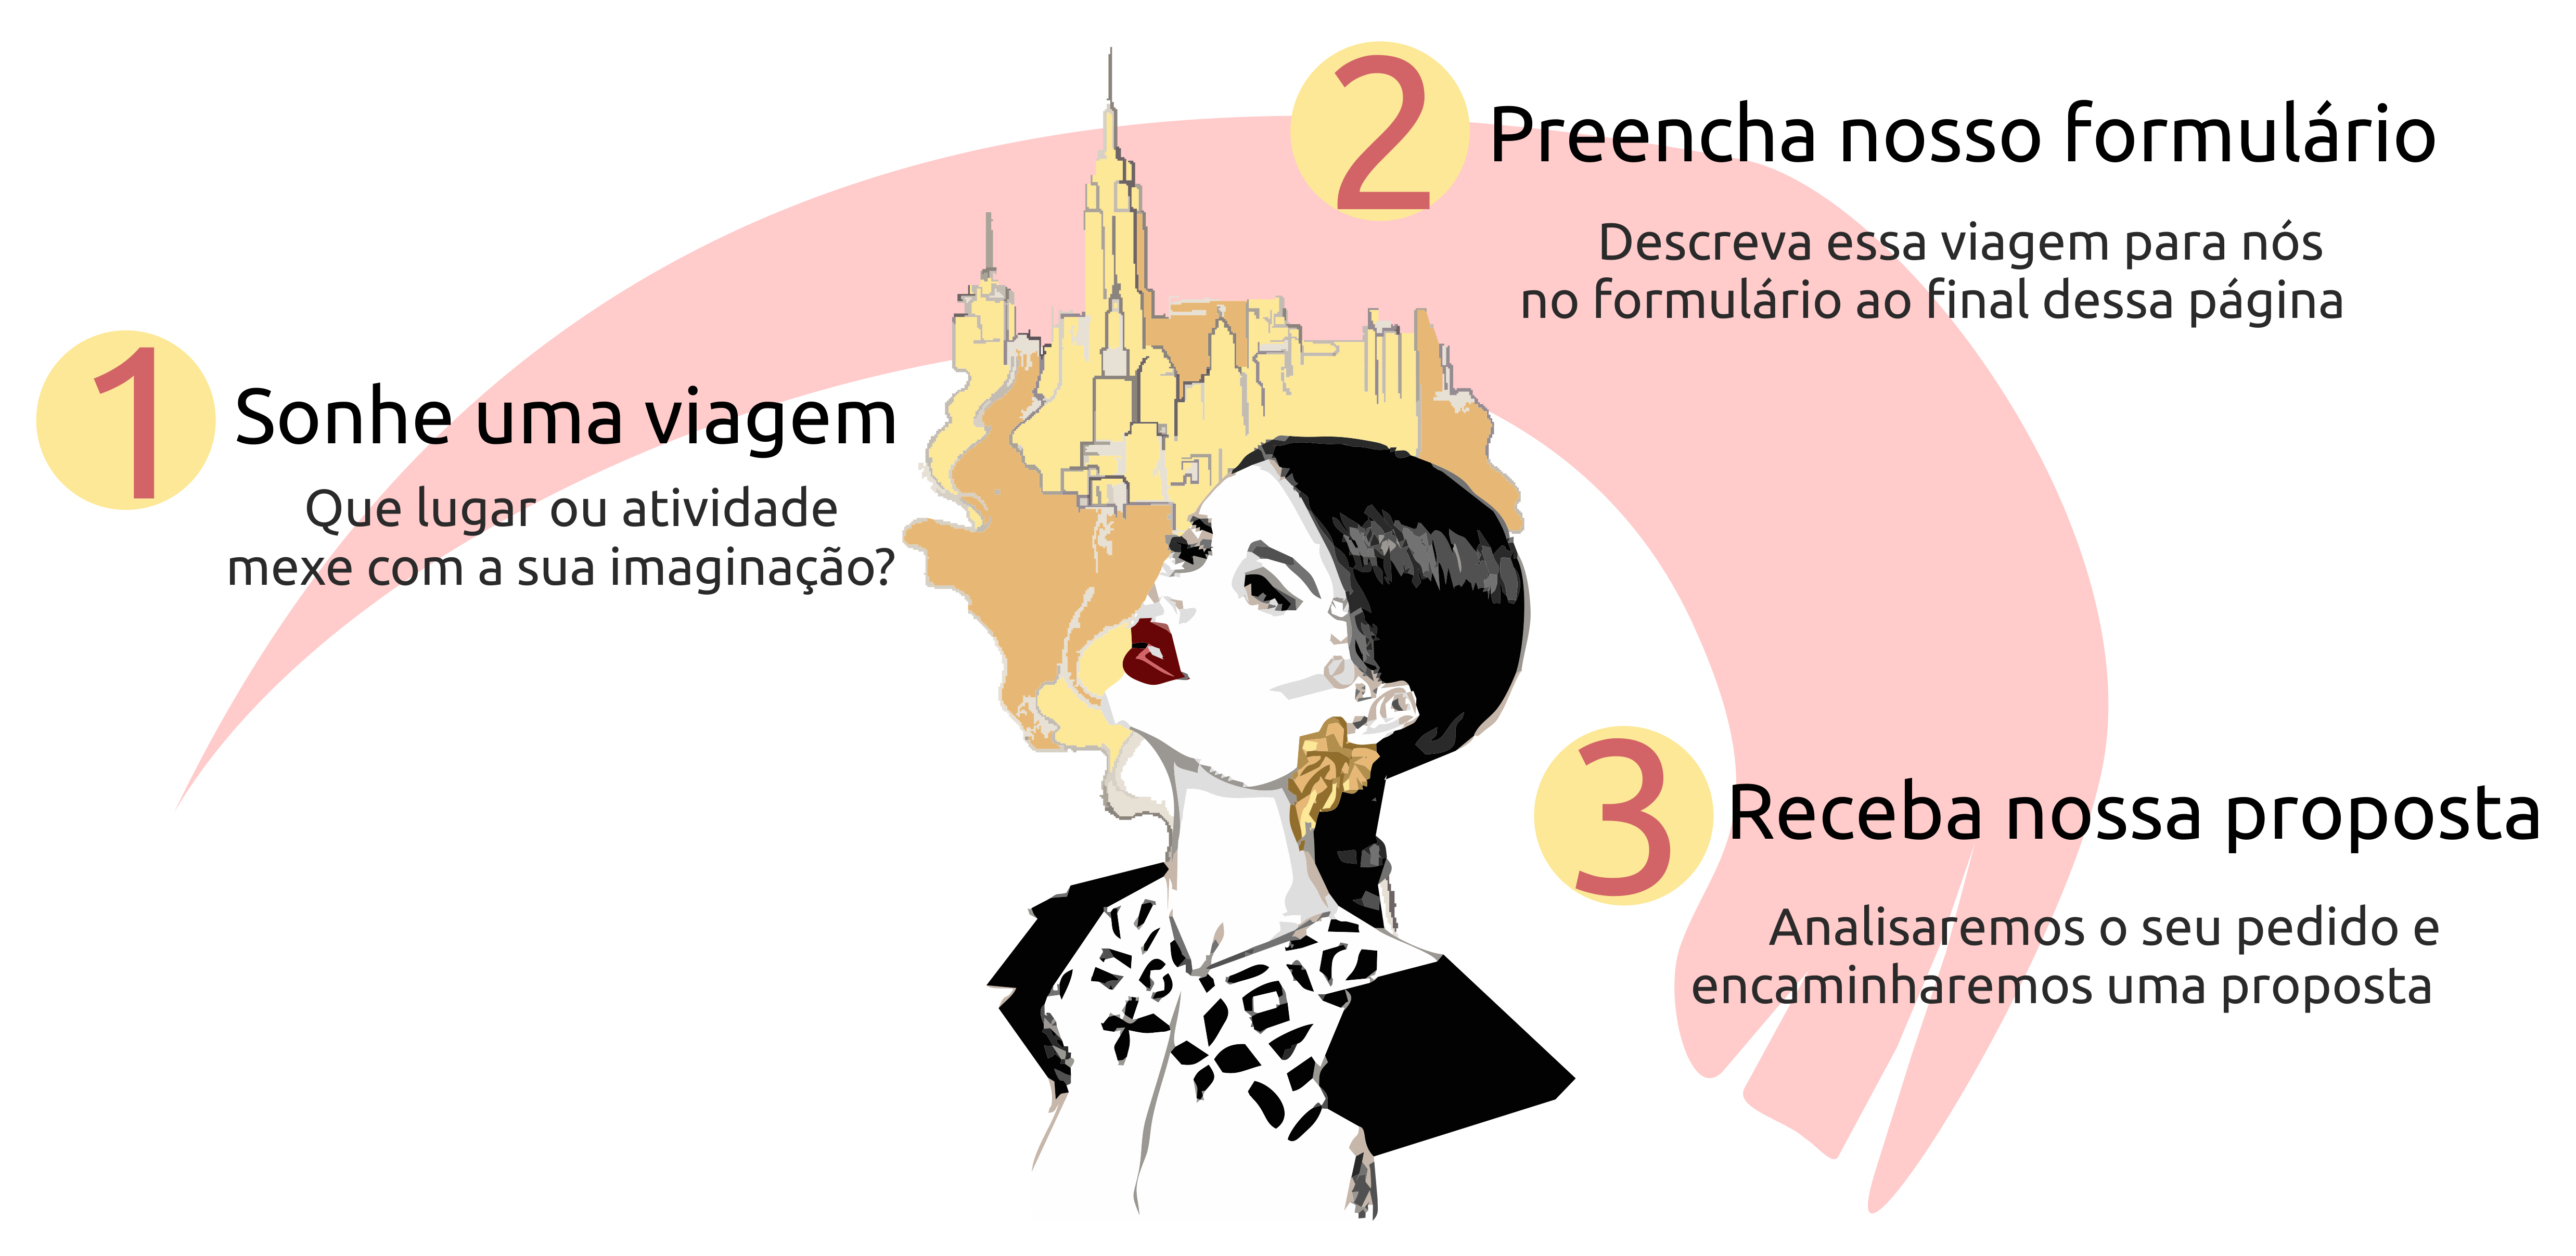 1
Sonhe uma viagem
Que lugar ou atividade
mexe com a sua imaginação?
2
Preencha nosso formulário
Descreva essa viagem para nós
no formulário ao final dessa página
3
Receba nossa proposta
Analisaremos o seu pedido e
encaminharemos uma proposta